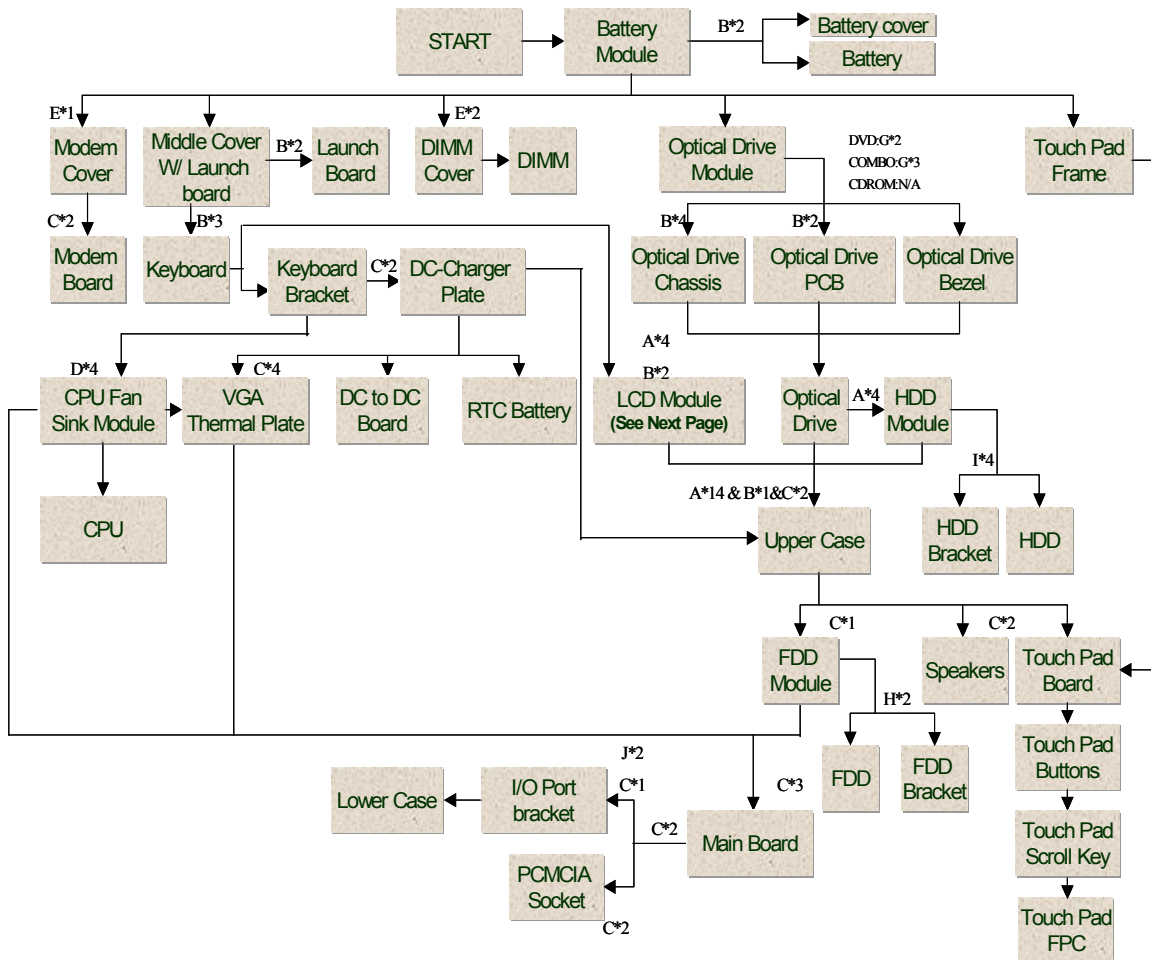 START
Battery
Module
B*2
Battery cover
Battery
E*1
Modem
Cover
Middle Cover
W/ Launch
board
B*2
Launch
Board
E*2
DIMM
Cover
DIMM
Optical Drive
Module
DVD:G*2
COMBO:G*3
CDROM:N/A
Touch Pad
Frame
C*2
Modem
Board
B*3
Keyboard
Keyboard
Bracket
C*2
DC-Charger
Plate
B*4
Optical Drive
Chassis
B*2
Optical Drive
PCB
Optical Drive
Bezel
A*4
D*4
CPU Fan
Sink Module
C*4
VGA
Thermal Plate
DC to DC
Board
RTC Battery
B*2
LCD Module
(See Next Page)
Optical
Drive
A*4
HDD
Module
I*4
CPU
A*14 & B*1&C*2
Upper Case
HDD
Bracket
HDD
C*1
FDD
Module
Speakers
C*2
Touch Pad
Board
H*2
FDD
FDD
Bracket
Touch Pad
Buttons
J*2
C*1
Lower Case
I/O Port
bracket
C*2
C*3
Main Board
PCMCIA
Socket
C*2
Touch Pad
Scroll Key
Touch Pad
FPC